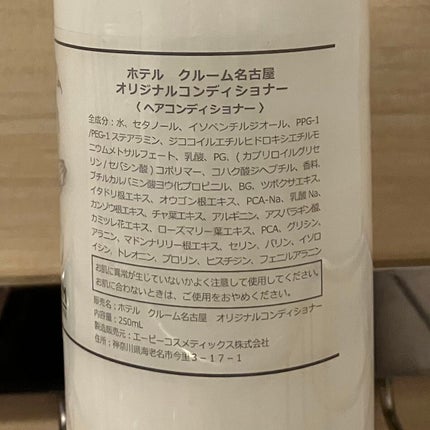 ホテル　クルーム名古屋
オリジナルコンディショナー
（ヘアコンディショナー）
全成分：水、セタノール、イソペンチルジオール、PPG-1
/PEG-1 ステアラミン、ジココイルエチルヒドロキシエチルモ
ニウムメトサルフェート、乳酸、PG、(カプリロイルグリセ
リン/セバシン酸) コポリマー、コハク酸ジヘプチル、香料、
ブチルカルバミン酸ヨウ化プロピニル、BG、ツボクサエキス、
イタドリ根エキス、オウゴン根エキス、PCA-Na、乳酸 Na、
カンゾウ根エキス、チャ葉エキス、アルギニン、アスパラギン酸、
カミツレ花エキス、ローズマリー葉エキス、PCA、グリシン、
アラニン、マドンナリリー根エキス、セリン、バリン、イソロ
イシン、トレオニン、プロリン、ヒスチジン、フェニルアラニン
お肌に異常が生じていないかよく注意して使用してください。
お肌に合わないときは、ご使用をおやめください。
販売名：ホテル　クルーム名古屋　オリジナルコンディショナー
内容量：250mL
製造販売元：エーピーコスメティックス株式会社
住所：神奈川県海老名市今里３－１７－１